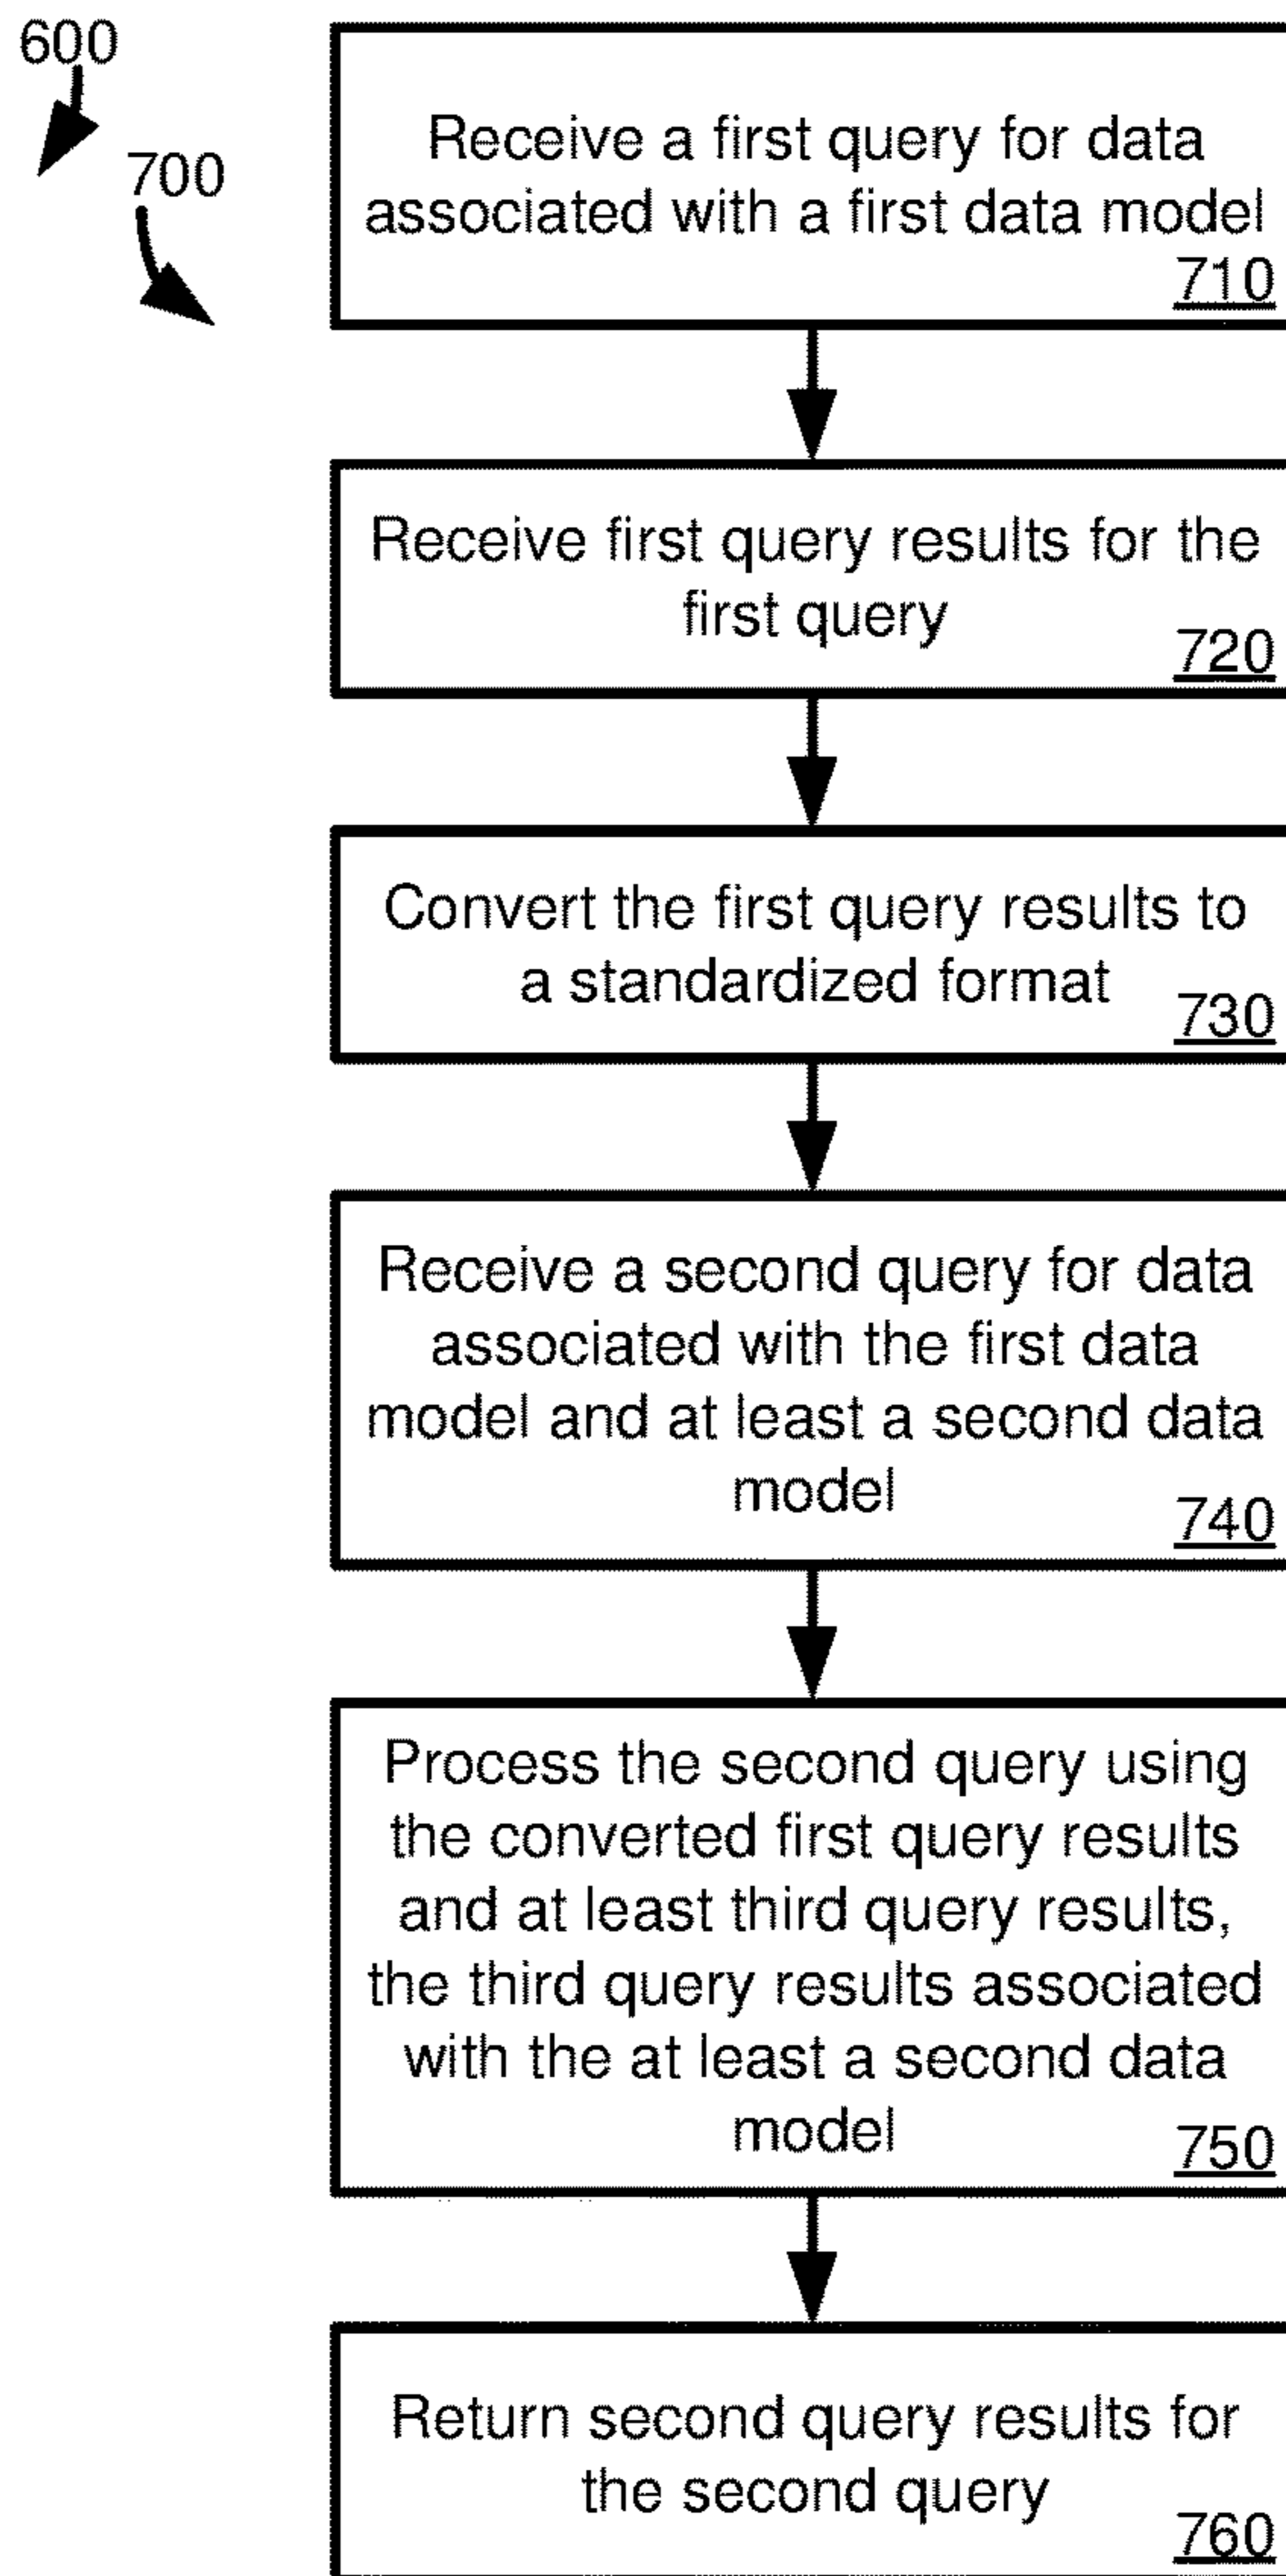 600
700
Receive a first query for data
associated with a first data model
710
Receive first query results for the
first query
720
Convert the first query results to
a standardized format
730
Receive a second query for data
associated with the first data
model and at least a second data
model
740
Process the second query using
the converted first query results
and at least third query results,
the third query results associated
with the at least a second data
model
750
Return second query results for
the second query
760